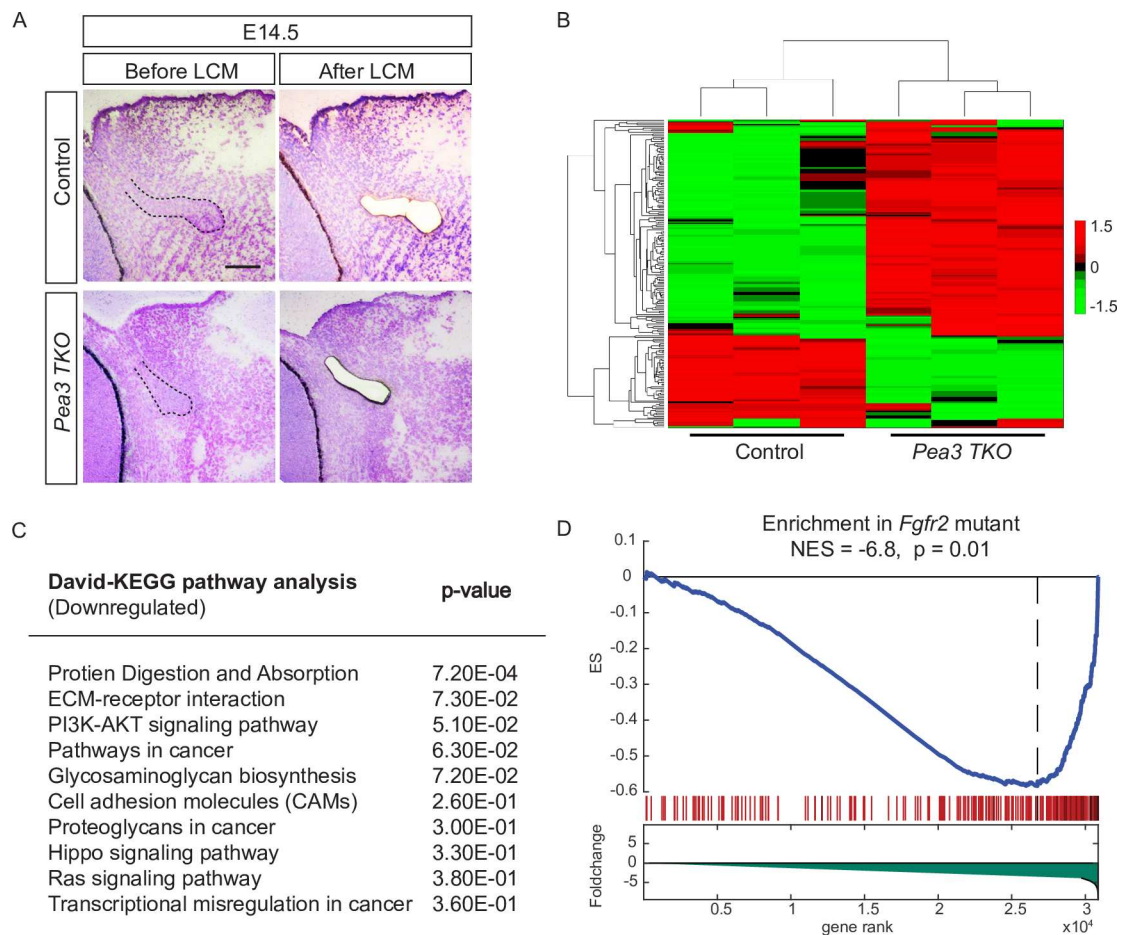 A
E14.5
Before LCM
After LCM
Control
Pea3 TKO
B
1.5
0
-1.5
Control
Pea3 TKO
C
David-KEGG pathway analysis
(Downregulated)
p-value
Protien Digestion and Absorption 7.20E-04
ECM-receptor interaction 7.30E-02
PI3K-AKT signaling pathway 5.10E-02
Pathways in cancer 6.30E-02
Glycosaminoglycan biosynthesis 7.20E-02
Cell adhesion molecules (CAMs) 2.60E-01
Proteoglycans in cancer 3.00E-01
Hippo signaling pathway 3.30E-01
Ras signaling pathway 3.80E-01
Transcriptional misregulation in cancer 3.60E-01
D
Enrichment in Fgfr2 mutant
NES = -6.8, p = 0.01
0.1
0
-0.1
-0.2
-0.3
-0.4
-0.5
-0.6
ES
5
0
-5
Foldchange
0.5 1 1.5 2 2.5 3
gene rank
x10⁴